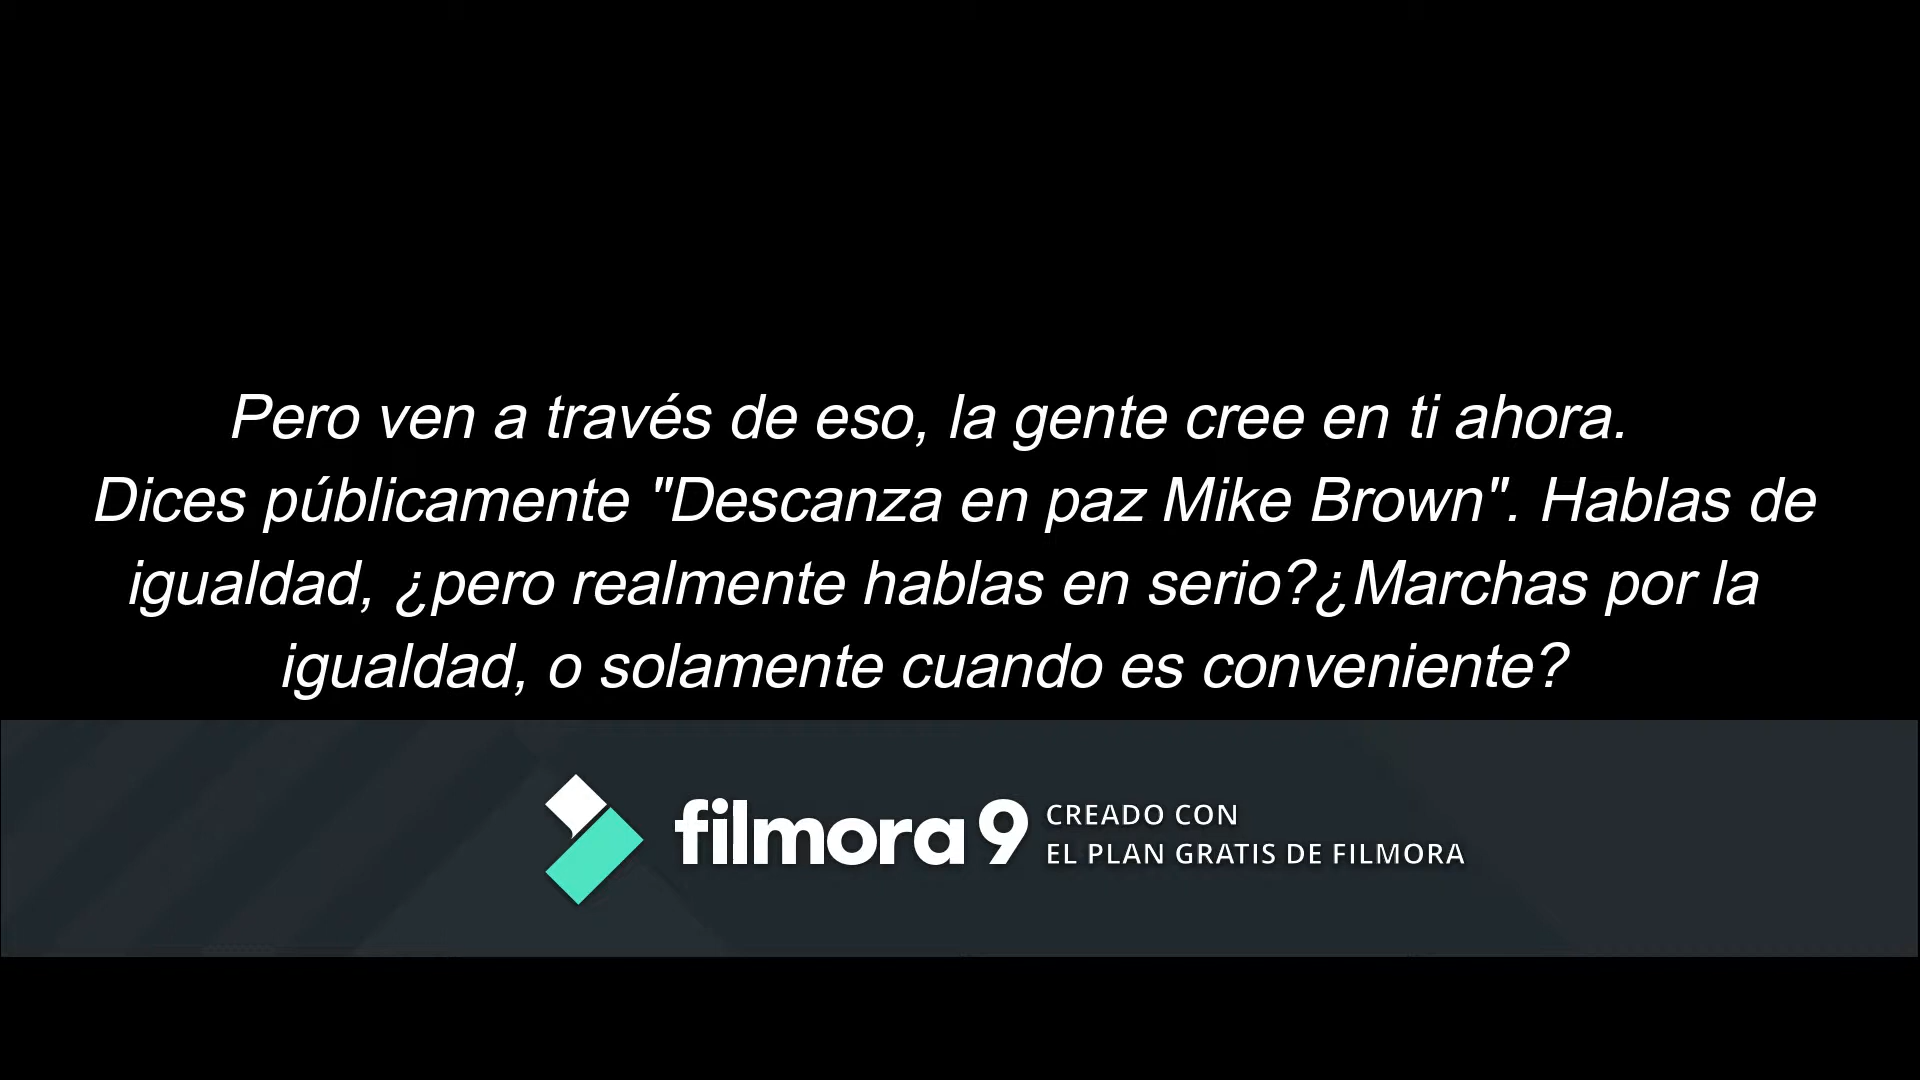 Pero ven a través de eso, la gente cree en ti ahora.
Dices públicamente "Descanza en paz Mike Brown". Hablas de
igualdad, ¿pero realmente hablas en serio?¿Marchas por la
igualdad, o solamente cuando es conveniente?
filmora9 CREADO CON
EL PLAN GRATIS DE FILMORA